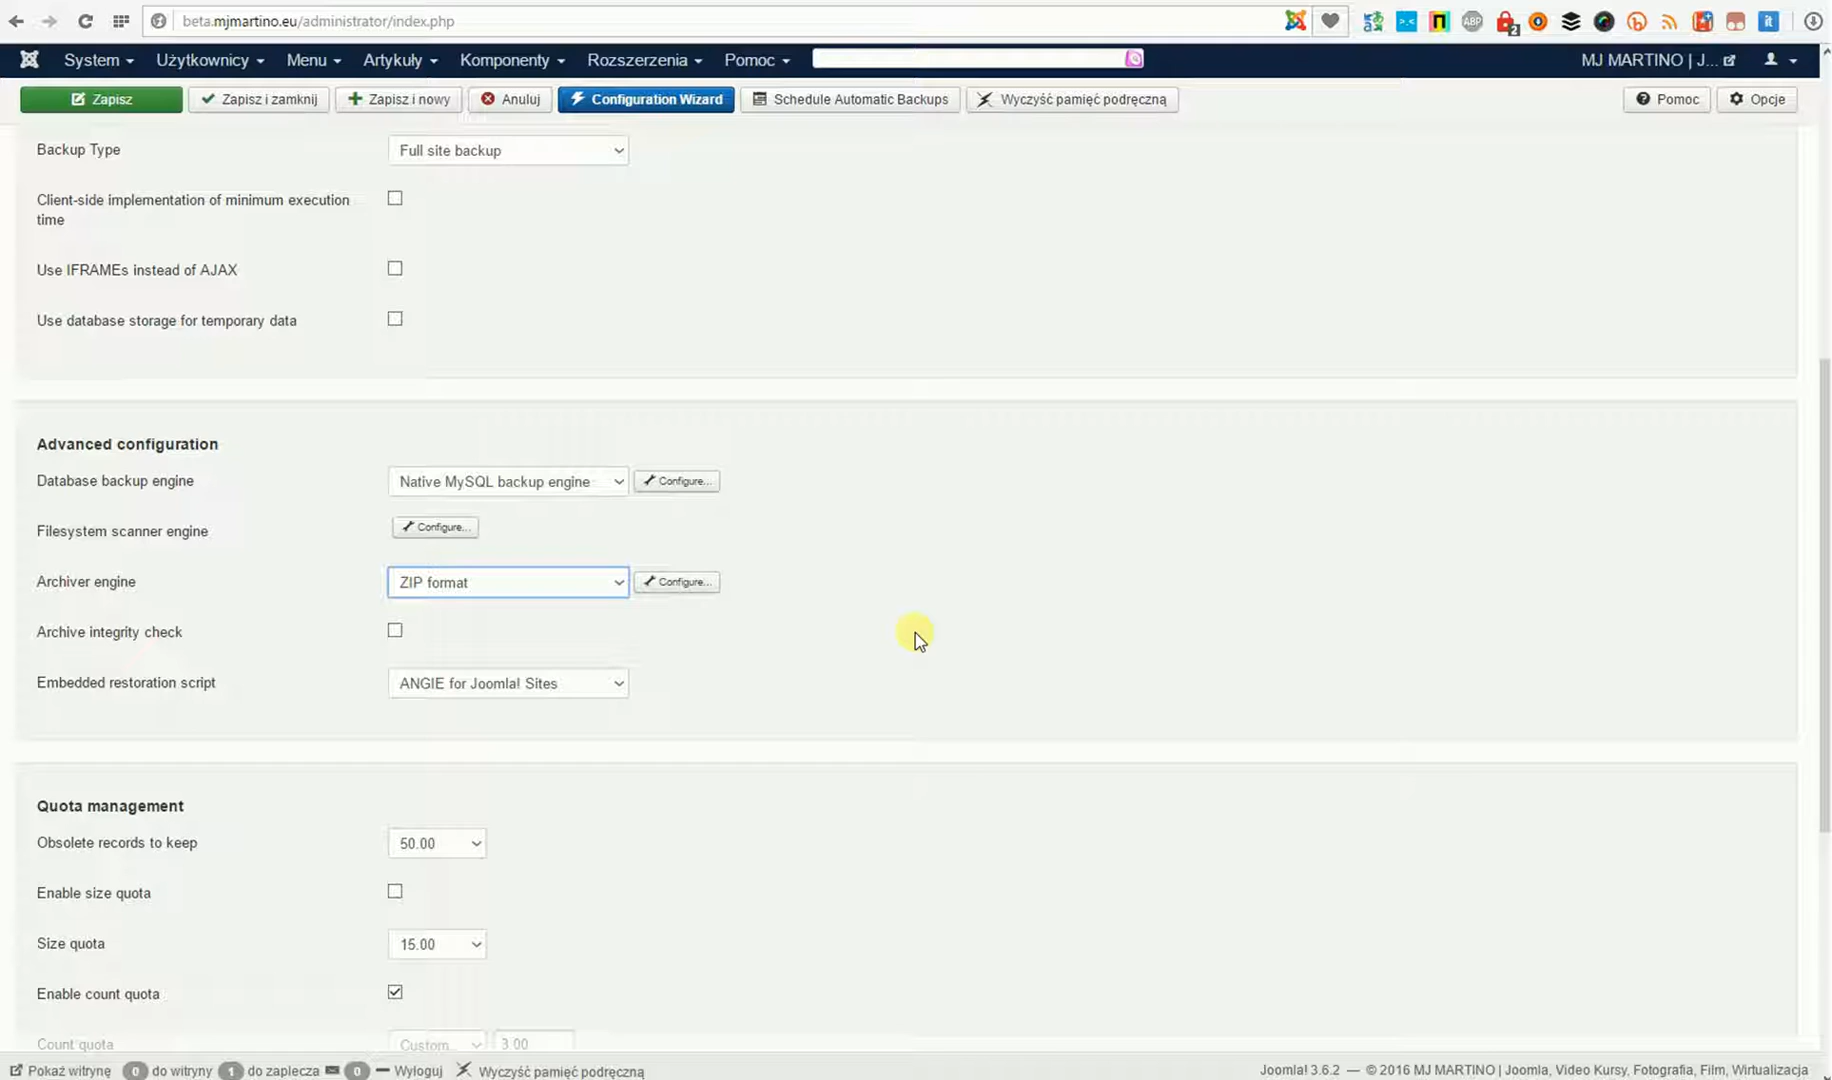 beta.mjmartino.eu/administrator/index.php
ABP
2
it
System Użytkownicy Menu Artykuły Komponenty Rozszerzenia Pomoc MJ MARTINO | J...
Zapisz Zapisz i zamknij Zapisz i nowy Anuluj Configuration Wizard Schedule Automatic Backups Wyczyść pamięć podręczną Pomoc Opcje
Backup Type Full site backup
Client-side implementation of minimum execution
time
Use IFRAMEs instead of AJAX
Use database storage for temporary data
Advanced configuration
Database backup engine Native MySQL backup engine Configure...
Filesystem scanner engine Configure...
Archiver engine ZIP format Configure...
Archive integrity check
Embedded restoration script ANGIE for Joomla! Sites
Quota management
Obsolete records to keep 50.00
Enable size quota
Size quota 15.00
Enable count quota
Count quota Custom... 3.00
Pokaż witrynę 0 do witryny 1 do zaplecza 0 Wyloguj Wyczyść pamięć podręczną Joomla! 3.6.2 — © 2016 MJ MARTINO | Joomla, Video Kursy, Fotografia, Film, Wirtualizacja